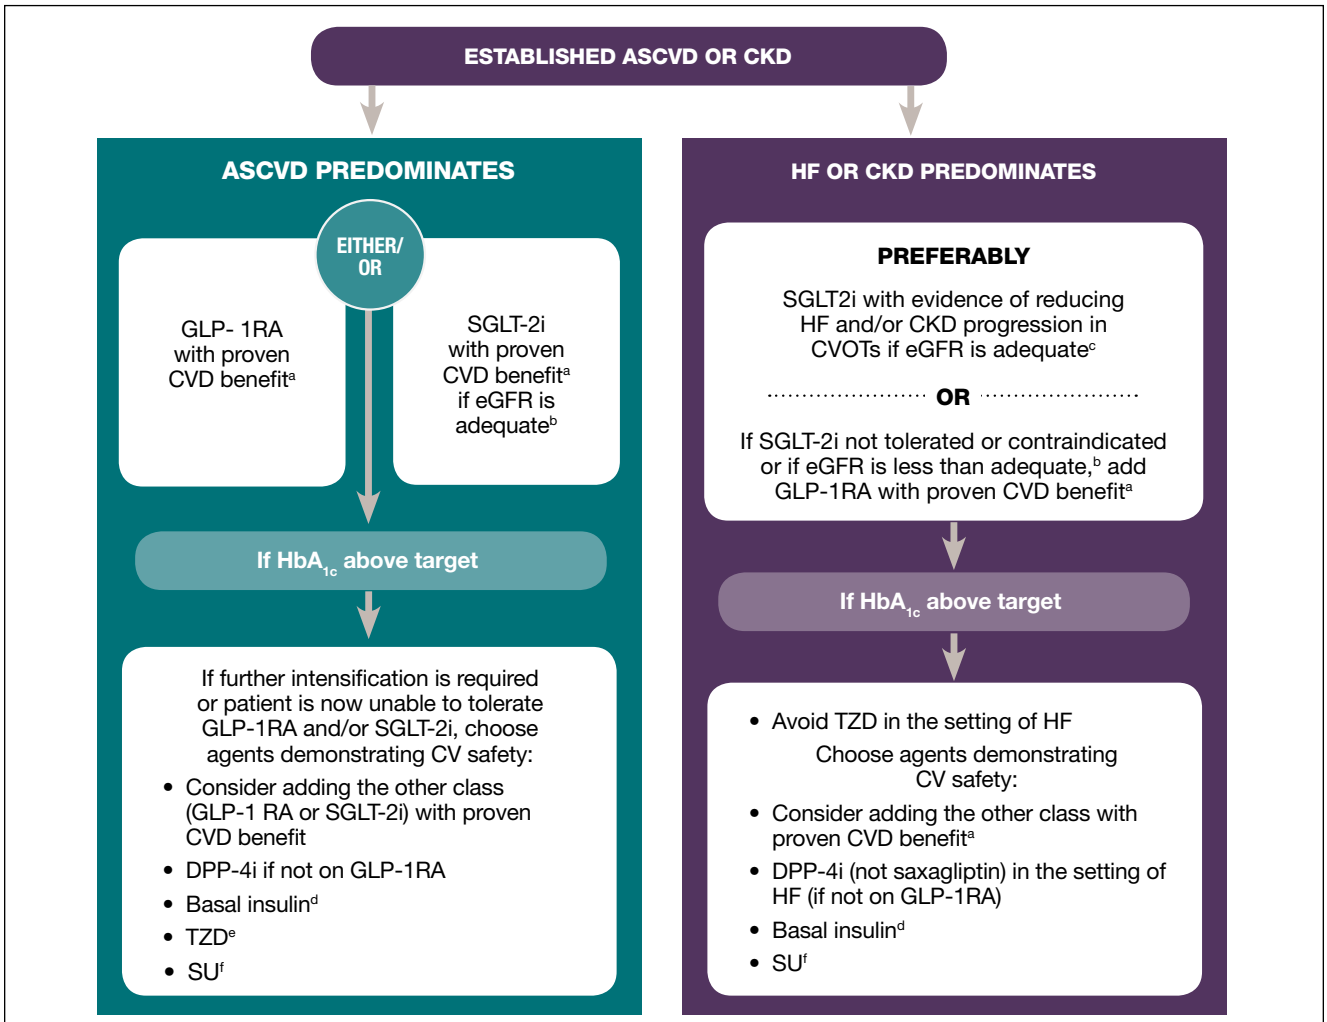 ESTABLISHED ASCVD OR CKD
ASCVD PREDOMINATES
EITHER/
OR
GLP- 1RA
with proven
CVD benefitᵃ
SGLT-2i
with proven
CVD benefitᵃ
if eGFR is
adequateᵇ
If HbA₁c above target
If further intensification is required
or patient is now unable to tolerate
GLP-1RA and/or SGLT-2i, choose
agents demonstrating CV safety:
• Consider adding the other class
(GLP-1 RA or SGLT-2i) with proven
CVD benefit
• DPP-4i if not on GLP-1RA
• Basal insulinᵈ
• TZDᵉ
• SUᶠ
HF OR CKD PREDOMINATES
PREFERABLY
SGLT2i with evidence of reducing
HF and/or CKD progression in
CVOTs if eGFR is adequateᶜ
OR
If SGLT-2i not tolerated or contraindicated
or if eGFR is less than adequate,ᵇ add
GLP-1RA with proven CVD benefitᵃ
If HbA₁c above target
• Avoid TZD in the setting of HF
Choose agents demonstrating
CV safety:
• Consider adding the other class with
proven CVD benefitᵃ
• DPP-4i (not saxagliptin) in the setting of
HF (if not on GLP-1RA)
• Basal insulinᵈ
• SUᶠ